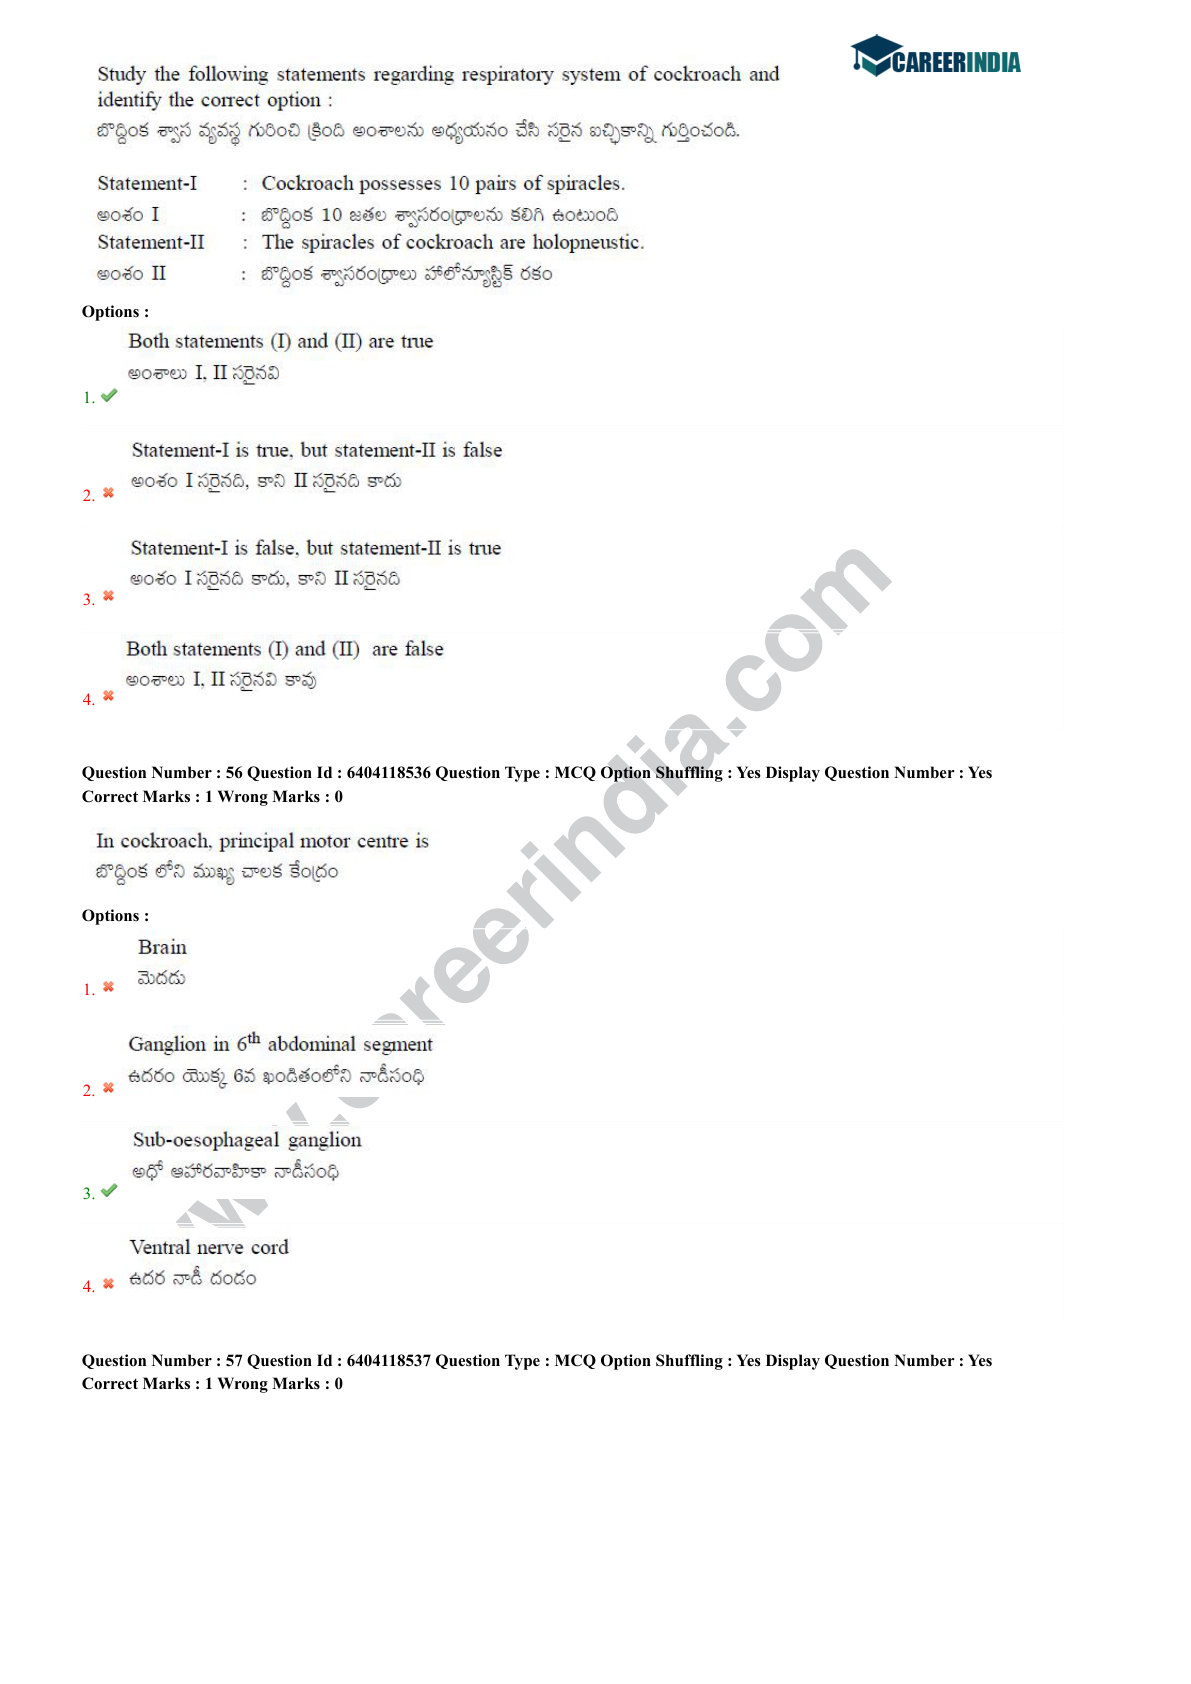 CAREERINDIA
Study the following statements regarding respiratory system of cockroach and
identify the correct option :
బొద్దింక శ్వాస వ్యవస్థ గురించి క్రింది అంశాలను అధ్యయనం చేసి సరైన ఐచ్ఛికాన్ని గుర్తించండి.
Statement-I : Cockroach possesses 10 pairs of spiracles.
అంశం I : బొద్దింక 10 జతల శ్వాసరంధ్రాలను కలిగి ఉంటుంది
Statement-II : The spiracles of cockroach are holopneustic.
అంశం II : బొద్దింక శ్వాసరంధ్రాలు హాలోన్యూస్టిక్ రకం
Options :
Both statements (I) and (II) are true
అంశాలు I, II సరైనవి
1.
Statement-I is true, but statement-II is false
అంశం I సరైనది, కాని II సరైనది కాదు
2.
Statement-I is false, but statement-II is true
అంశం I సరైనది కాదు, కాని II సరైనది
3.
Both statements (I) and (II) are false
అంశాలు I, II సరైనవి కావు
4.
Question Number : 56 Question Id : 6404118536 Question Type : MCQ Option Shuffling : Yes Display Question Number : Yes
Correct Marks : 1 Wrong Marks : 0
In cockroach, principal motor centre is
బొద్దింక లోని ముఖ్య చాలక కేంద్రం
Options :
Brain
మెదడు
1.
Ganglion in 6th abdominal segment
ఉదరం యొక్క 6వ ఖండితంలోని నాడీసంధి
2.
Sub-oesophageal ganglion
అధో ఆహారవాహికా నాడీసంధి
3.
Ventral nerve cord
ఉదర నాడీ దండం
4.
Question Number : 57 Question Id : 6404118537 Question Type : MCQ Option Shuffling : Yes Display Question Number : Yes
Correct Marks : 1 Wrong Marks : 0